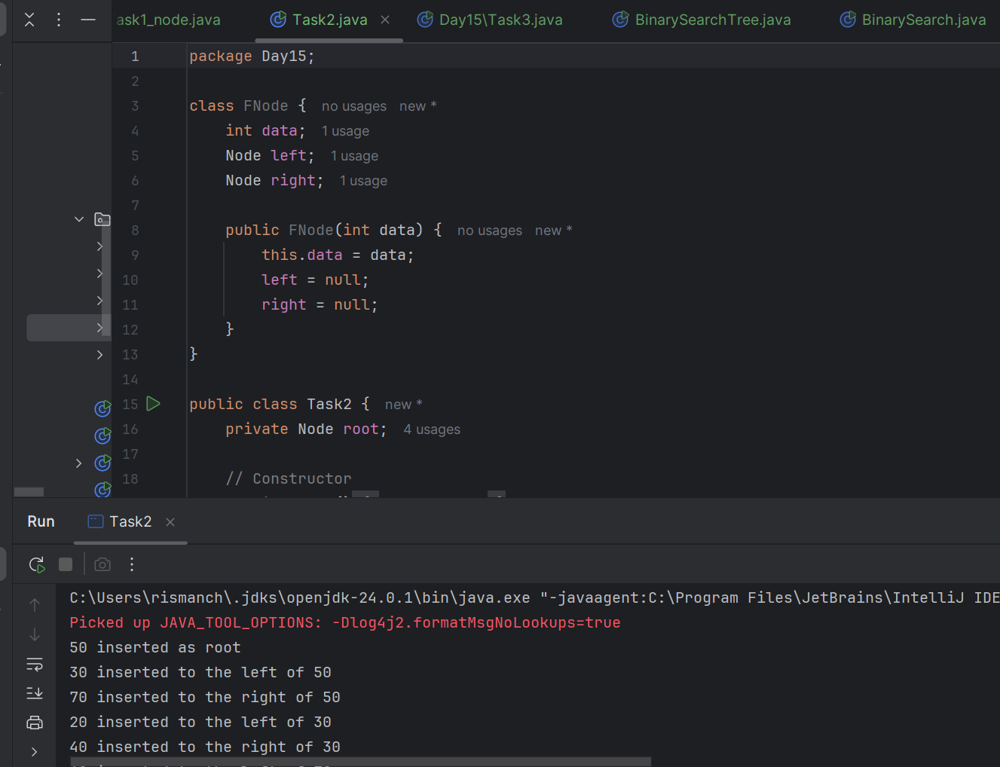 ask1_node.java
Task2.java
Day15\Task3.java
BinarySearchTree.java
BinarySearch.java
1 package Day15;
2
3 class FNode { no usages new *
4 int data; 1 usage
5 Node left; 1 usage
6 Node right; 1 usage
7
8 public FNode(int data) { no usages new *
9 this.data = data;
10 left = null;
11 right = null;
12 }
13 }
14
15 public class Task2 { new *
16 private Node root; 4 usages
17
18 // Constructor
Run
Task2
C:\Users\rismanch\.jdks\openjdk-24.0.1\bin\java.exe "-javaagent:C:\Program Files\JetBrains\IntelliJ IDE
Picked up JAVA_TOOL_OPTIONS: -Dlog4j2.formatMsgNoLookups=true
50 inserted as root
30 inserted to the left of 50
70 inserted to the right of 50
20 inserted to the left of 30
40 inserted to the right of 30